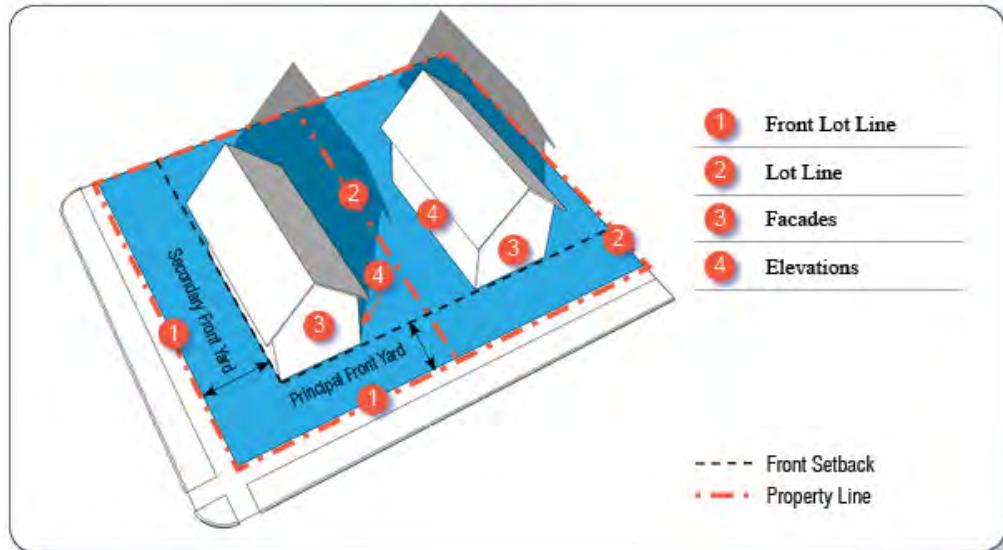 1 Front Lot Line
2 Lot Line
3 Facades
4 Elevations
2
4
3
2
4
3
Secondary Front Yard
1
Principal Front Yard
1
Front Setback
Property Line